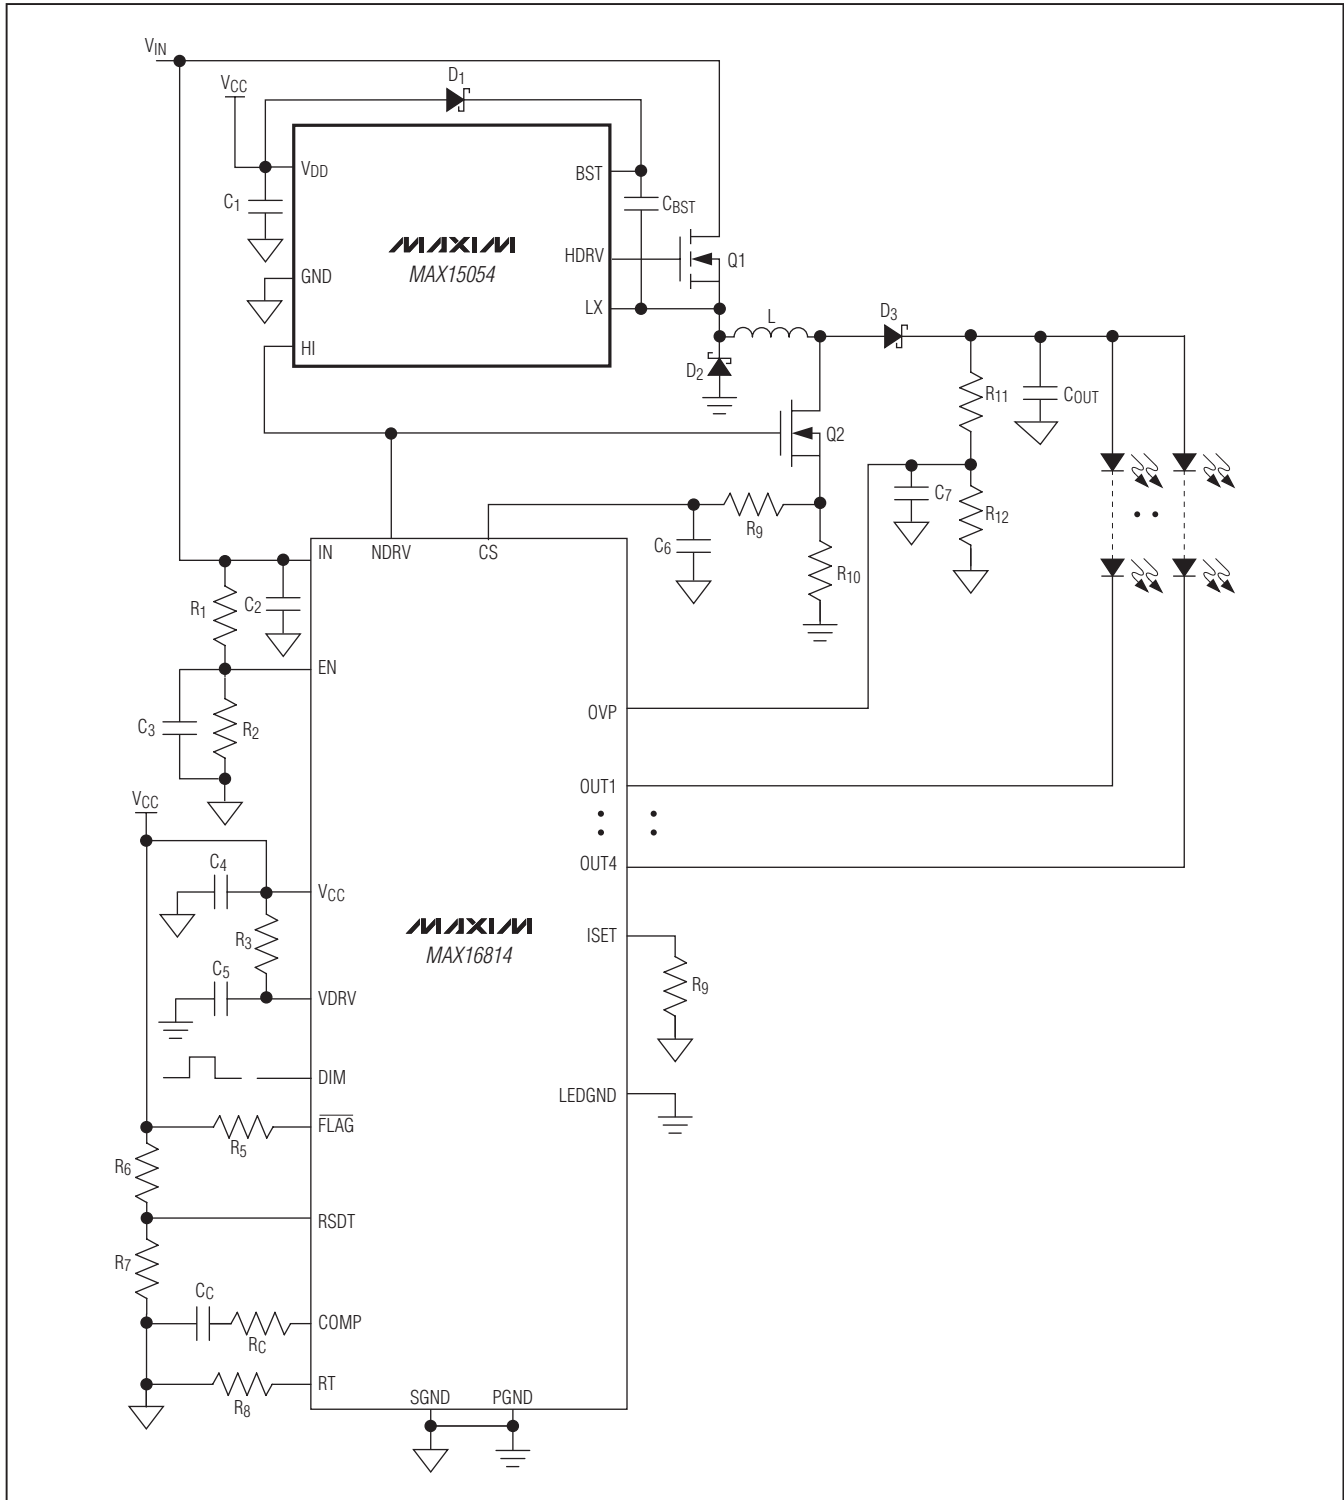 VIN
VCC
D1
VDD
BST
C1
CBST
MAXIM
MAX15054
HDRV
Q1
GND
LX
HI
L
D3
D2
R11
COUT
Q2
C7
R12
R9
C6
R10
IN
NDRV
CS
R1
C2
EN
C3
R2
OVP
OUT1
VCC
C4
OUT4
VCC
MAXIM
MAX16814
ISET
R3
C5
R9
VDRV
DIM
LEDGND
FLAG
R5
R6
RSDT
R7
CC
COMP
RC
RT
R8
SGND
PGND